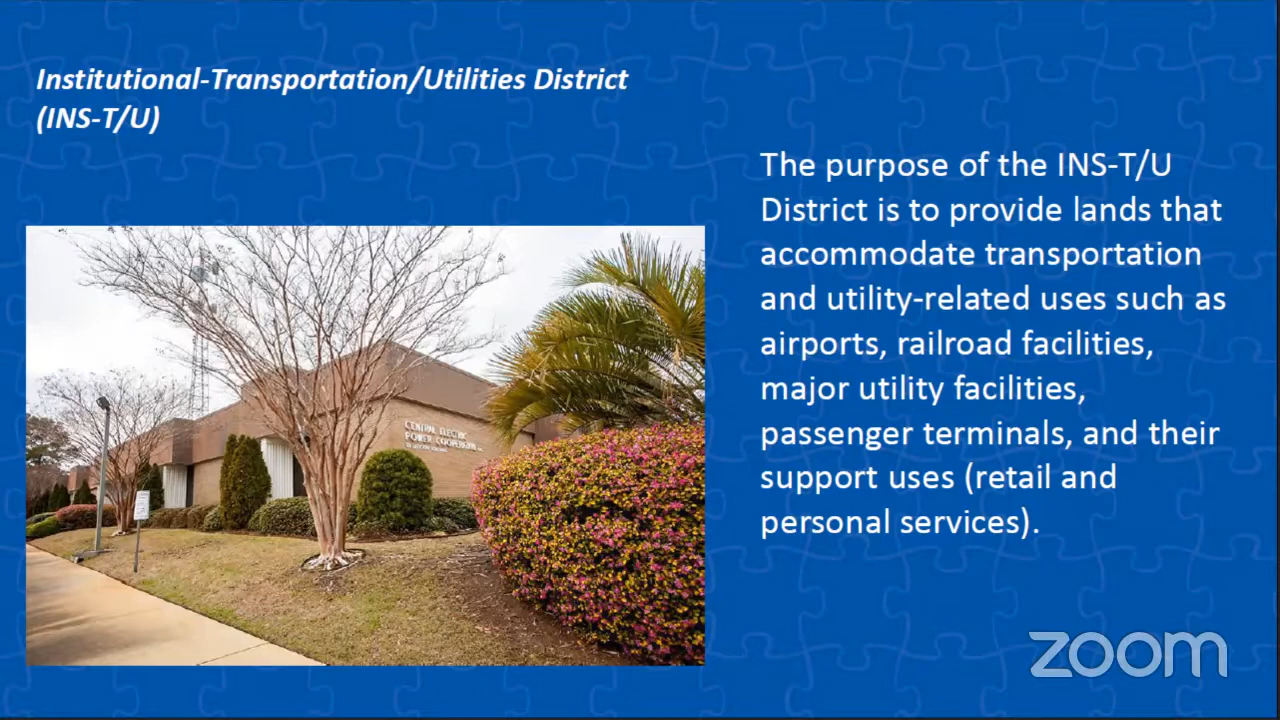 Institutional-Transportation/Utilities District
(INS-T/U)
The purpose of the INS-T/U
District is to provide lands that
accommodate transportation
and utility-related uses such as
airports, railroad facilities,
major utility facilities,
passenger terminals, and their
support uses (retail and
personal services).
CENTRAL ELECTRIC
POWER COOPERATIVE
zoom